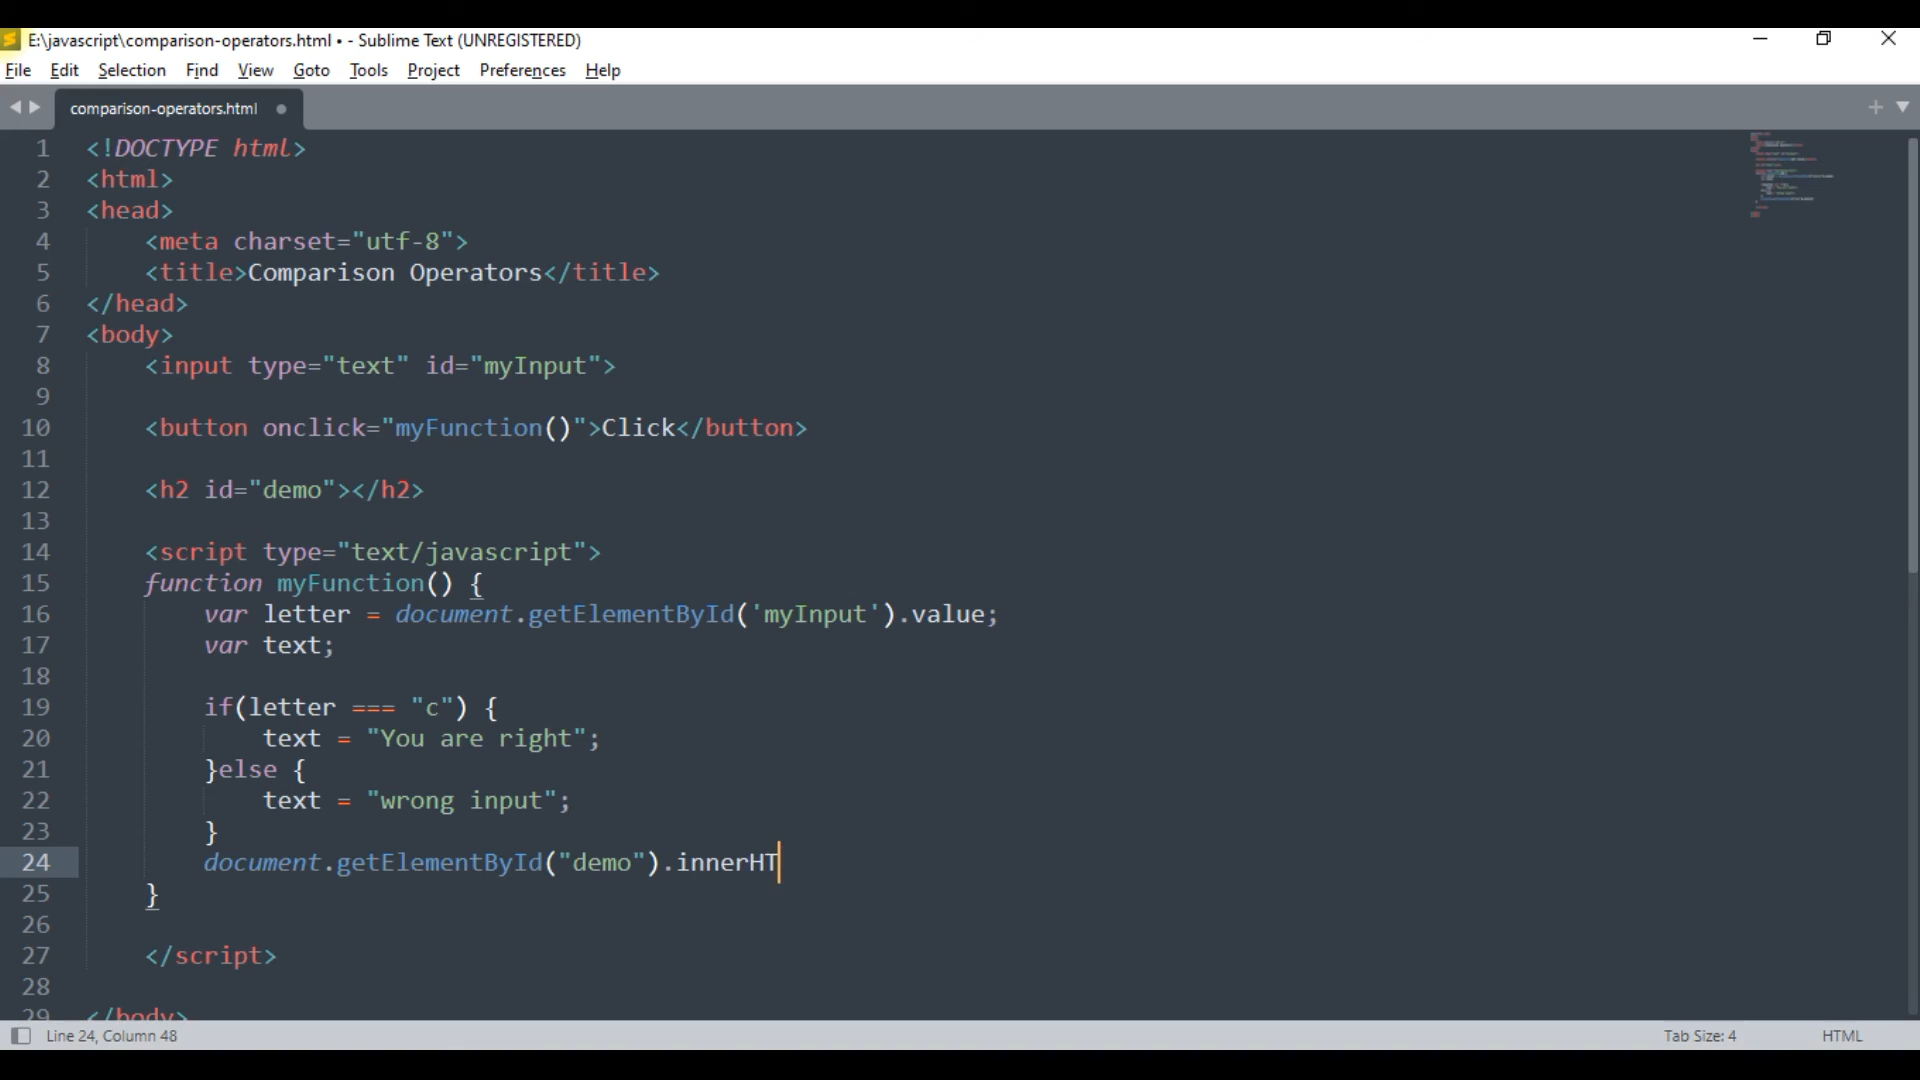 E:\javascript\comparison-operators.html • - Sublime Text (UNREGISTERED)
File Edit Selection Find View Goto Tools Project Preferences Help
comparison-operators.html
1 <!DOCTYPE html>
2 <html>
3 <head>
4 <meta charset="utf-8">
5 <title>Comparison Operators</title>
6 </head>
7 <body>
8 <input type="text" id="myInput">
9
10 <button onclick="myFunction()">Click</button>
11
12 <h2 id="demo"></h2>
13
14 <script type="text/javascript">
15 function myFunction() {
16 var letter = document.getElementById('myInput').value;
17 var text;
18
19 if(letter === "c") {
20 text = "You are right";
21 }else {
22 text = "wrong input";
23 }
24 document.getElementById("demo").innerHT
25 }
26
27 </script>
28
29 </body>
Line 24, Column 48 Tab Size: 4 HTML